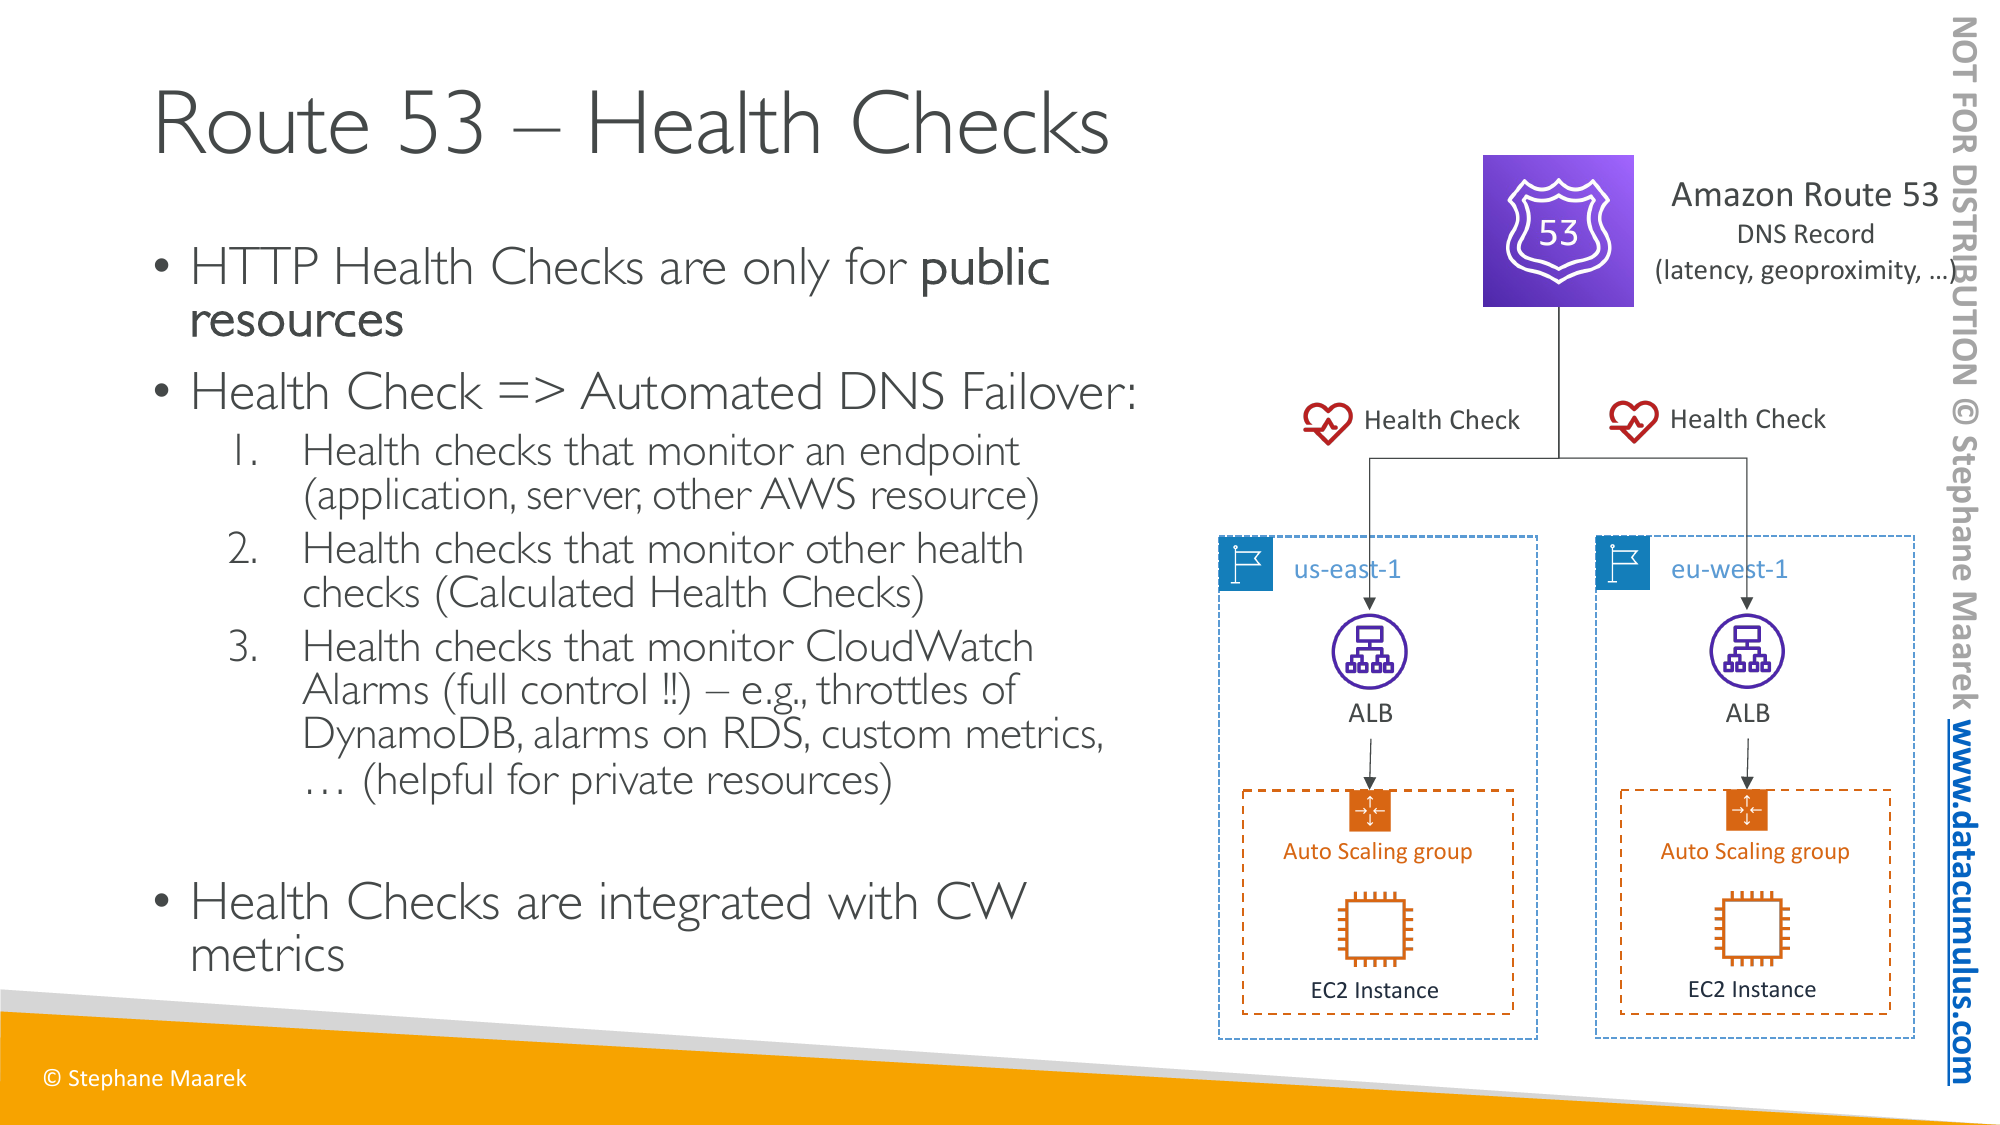 Route 53 – Health Checks
• HTTP Health Checks are only for public
resources
• Health Check => Automated DNS Failover:
1. Health checks that monitor an endpoint
(application, server, other AWS resource)
2. Health checks that monitor other health
checks (Calculated Health Checks)
3. Health checks that monitor CloudWatch
Alarms (full control !!) – e.g., throttles of
DynamoDB, alarms on RDS, custom metrics,
… (helpful for private resources)
• Health Checks are integrated with CW
metrics
53
Amazon Route 53
DNS Record
(latency, geoproximity, …)
Health Check
Health Check
us-east-1
ALB
Auto Scaling group
EC2 Instance
eu-west-1
ALB
Auto Scaling group
EC2 Instance
© Stephane Maarek
NOT FOR DISTRIBUTION © Stephane Maarek www.datacumulus.com